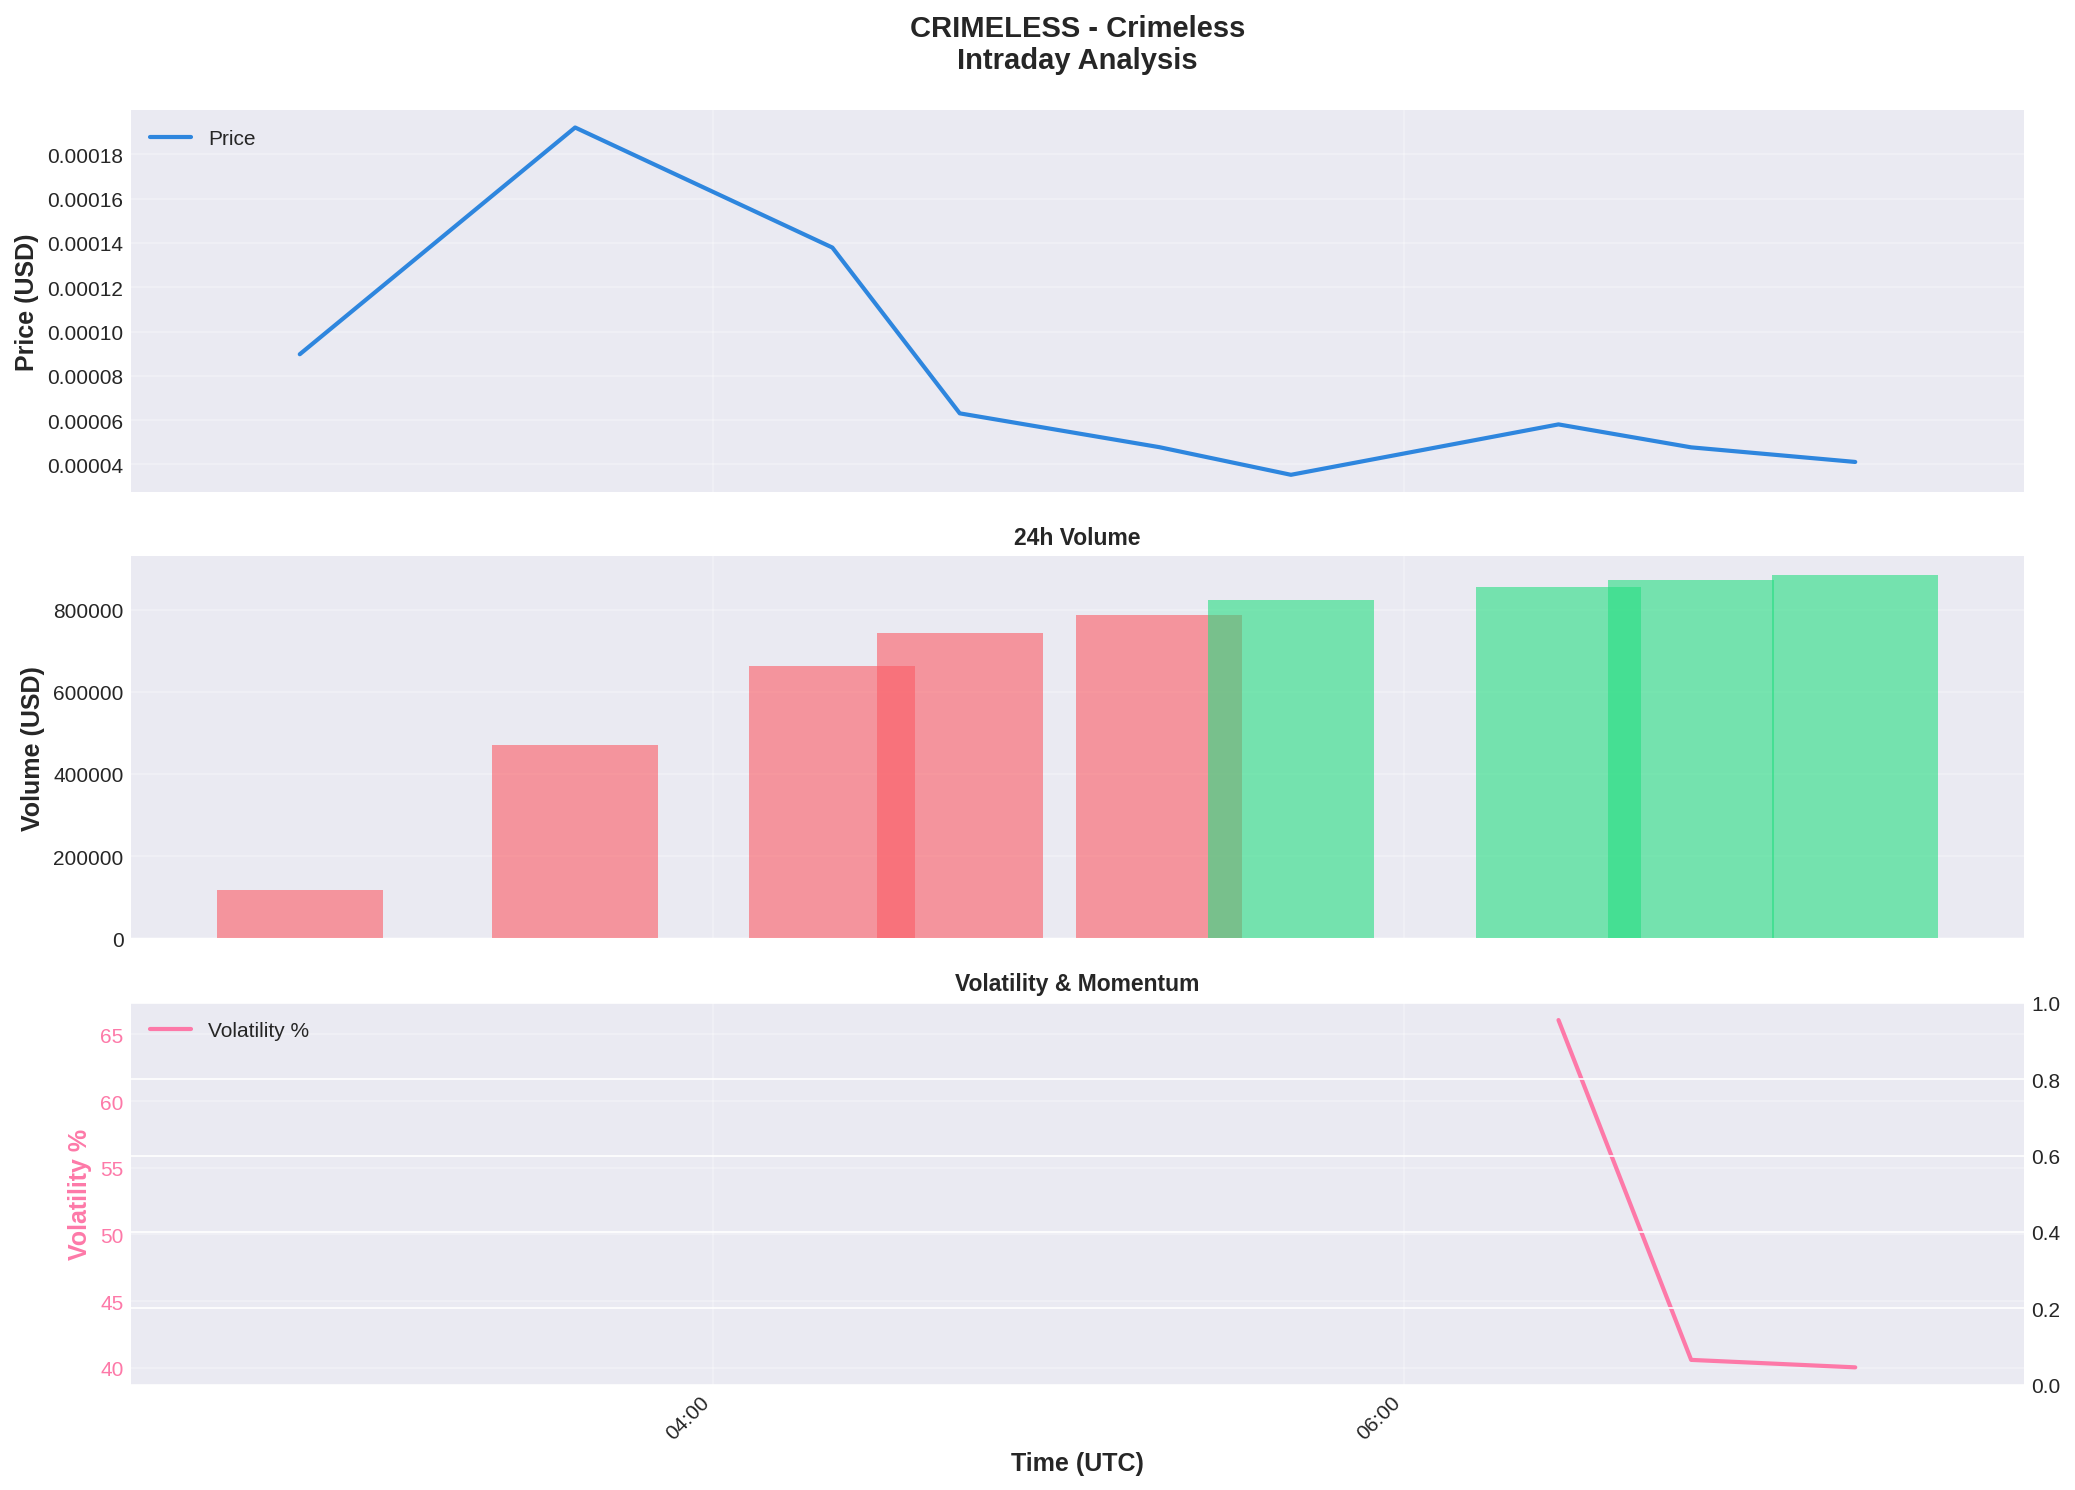 CRIMELESS - Crimeless
Intraday Analysis
Price
Price (USD)
0.00018
0.00016
0.00014
0.00012
0.00010
0.00008
0.00006
0.00004
24h Volume
Volume (USD)
800000
600000
400000
200000
0
Volatility & Momentum
Volatility %
Volatility %
65
60
55
50
45
40
1.0
0.8
0.6
0.4
0.2
0.0
04:00
06:00
Time (UTC)